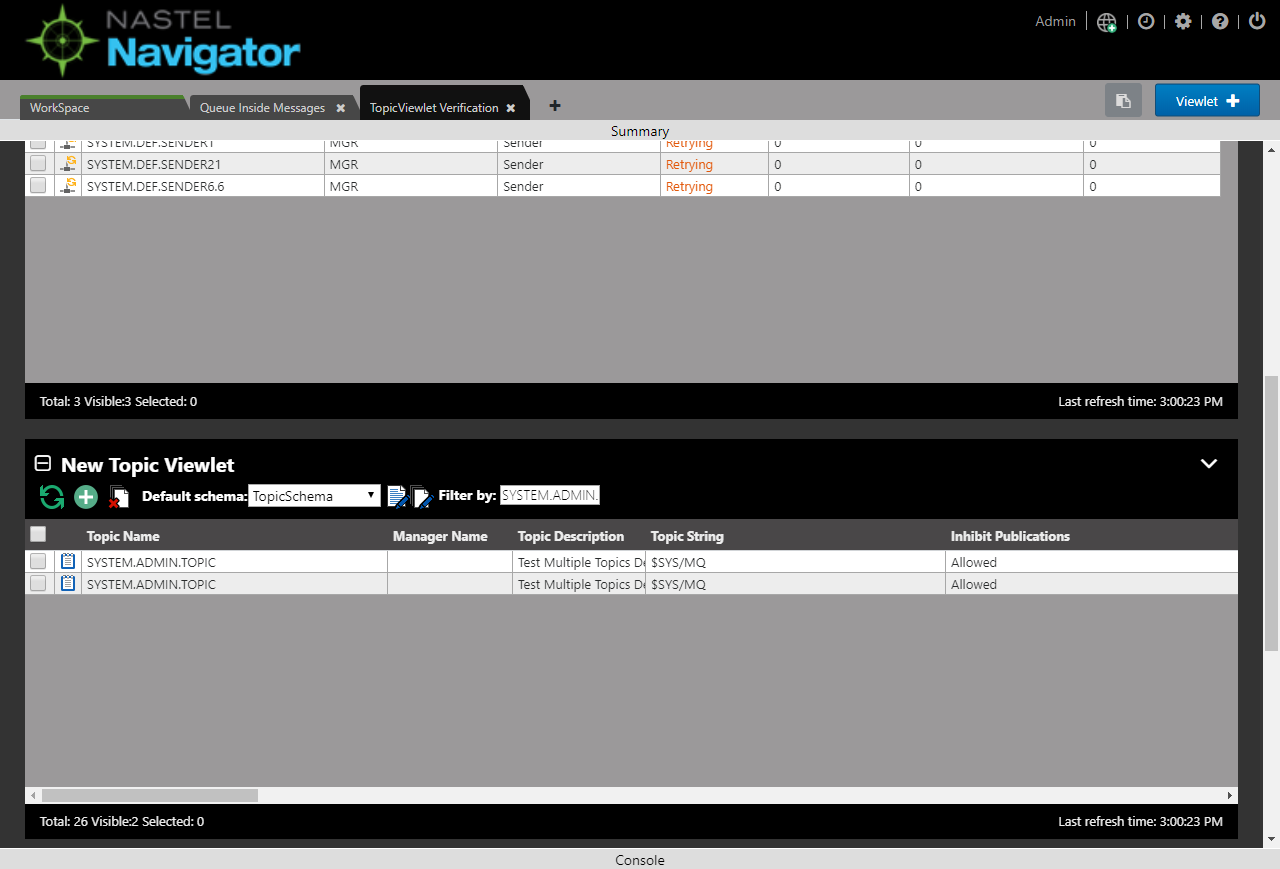 NASTEL
Navigator
Admin
WorkSpace
Queue Inside Messages
TopicViewlet Verification
Viewlet
Summary
SYSTEM.DEF.SENDER1 MGR Sender Retrying 0 0 0
SYSTEM.DEF.SENDER21 MGR Sender Retrying 0 0 0
SYSTEM.DEF.SENDER6.6 MGR Sender Retrying 0 0 0
Total: 3 Visible:3 Selected: 0 Last refresh time: 3:00:23 PM
New Topic Viewlet
Default schema: TopicSchema Filter by: SYSTEM.ADMIN.
Topic Name Manager Name Topic Description Topic String Inhibit Publications
SYSTEM.ADMIN.TOPIC Test Multiple Topics De $SYS/MQ Allowed
SYSTEM.ADMIN.TOPIC Test Multiple Topics De $SYS/MQ Allowed
Total: 26 Visible:2 Selected: 0 Last refresh time: 3:00:23 PM
Console